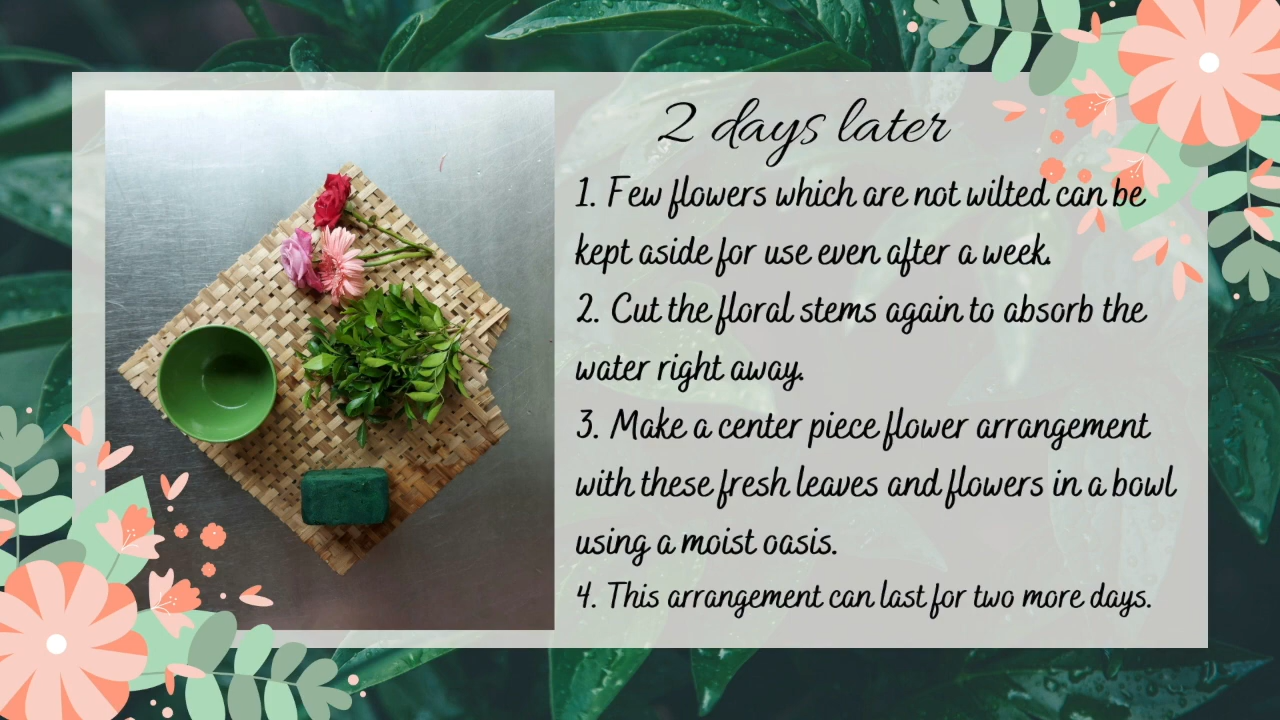 2 days later
1. Few flowers which are not wilted can be
kept aside for use even after a week.
2. Cut the floral stems again to absorb the
water right away.
3. Make a center piece flower arrangement
with these fresh leaves and flowers in a bowl
using a moist oasis.
4. This arrangement can last for two more days.